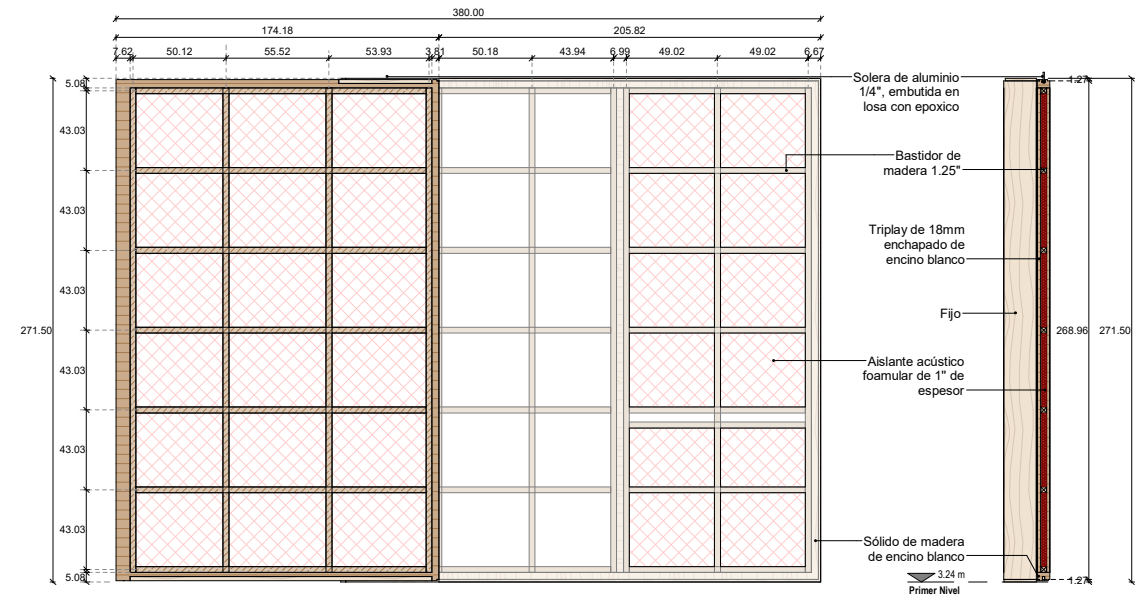 380.00
174.18
205.82
7.62
50.12
55.52
53.93
3.81
50.18
43.94
6.99
49.02
49.02
6.67
5.08
43.03
43.03
43.03
43.03
43.03
43.03
5.08
271.50
Solera de aluminio
1/4", embutida en
losa con epoxico
Bastidor de
madera 1.25"
Triplay de 18mm
enchapado de
encino blanco
Fijo
Aislante acústico
foamular de 1" de
espesor
Sólido de madera
de encino blanco
3.24 m
Primer Nivel
1.27
268.96
271.50
1.27